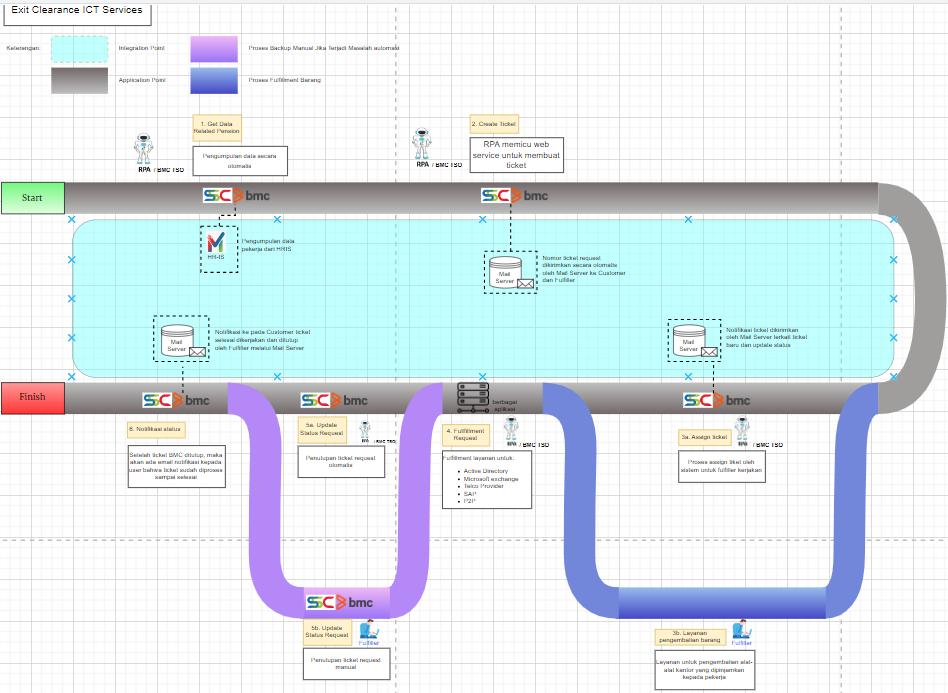 Exit Clearance ICT Services
Keterangan:
Integration Point
Proses Backup Manual Jika Terjadi Masalah automasi
Application Point
Proses Fulfillment Barang
1. Get Data
Related Pension
RPA / BMC TSO
Pengumpulan data secara
otomatis
2. Create Ticket
RPA / BMC TSO
RPA memicu web
service untuk membuat
ticket
Start
SSC bmc
SSC bmc
HR-IS
Pengumpulan data
pekerja dari HRIS
Mail
Server
Nomor ticket request
dikirimkan secara otomatis
oleh Mail Server ke Customer
dan Fulfiller
Mail
Server
Notifikasi ke pada Customer ticket
selesai dikerjakan dan ditutup
oleh Fulfiller melalui Mail Server
Mail
Server
Notifikasi ticket dikirimkan
oleh Mail Server terkait ticket
baru dan update status
Finish
SSC bmc
SSC bmc
berbagai
aplikasi
SSC bmc
6. Notifikasi status
Setelah ticket BMC ditutup, maka
akan ada email notifikasi kepada
user bahwa ticket sudah diproses
sampai selesai
5a. Update
Status Request
RPA / BMC TSO
Penutupan ticket request
otomatis
4. Fulfillment
Request
RPA / BMC TSO
Fulfillment layanan untuk:
• Active Directory
• Microsoft exchange
• Telco Provider
• SAP
• P2P
3a. Assign ticket
RPA / BMC TSO
Proses assign tiket oleh
sistem untuk fulfiller kerjakan
SSC bmc
5b. Update
Status Request
Fulfiller
Penutupan ticket request
manual
3b. Layanan
pengembalian barang
Fulfiller
Layanan untuk pengembalian alat-
alat kantor yang dipinjamkan
kepada pekerja